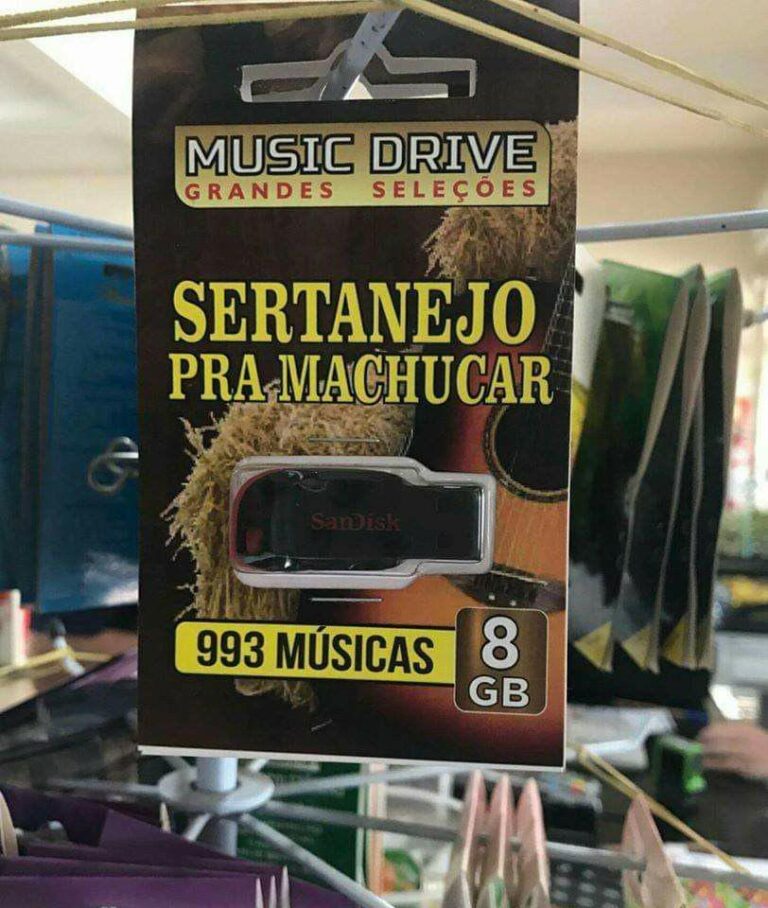 MUSIC DRIVE
GRANDES SELEÇÕES
SERTANEJO
PRA MACHUCAR
SanDisk
993 MÚSICAS
8
GB